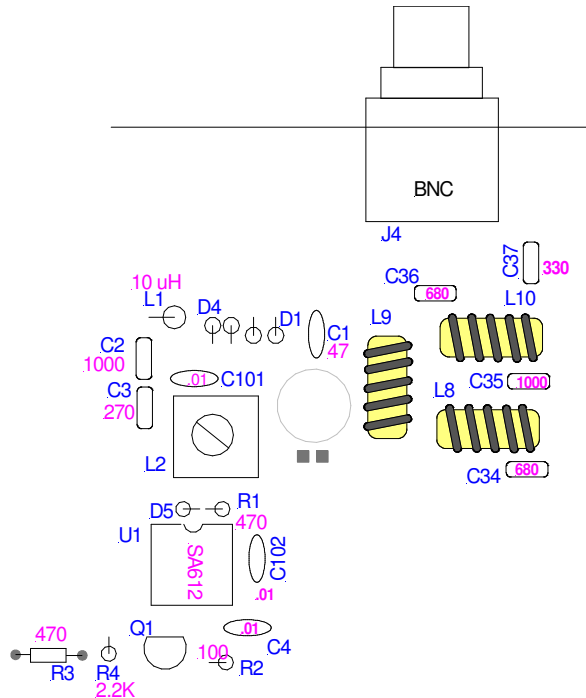 BNC
J4
C37
330
C36
680
10 uH
L1
D4
D1
C1
47
L9
L10
C2
1000
.01
C101
C35
1000
C3
270
L8
L2
C34
680
D5
R1
470
U1
SA612
C102
.01
Q1
.01
C4
470
R3
R4
2.2K
100
R2